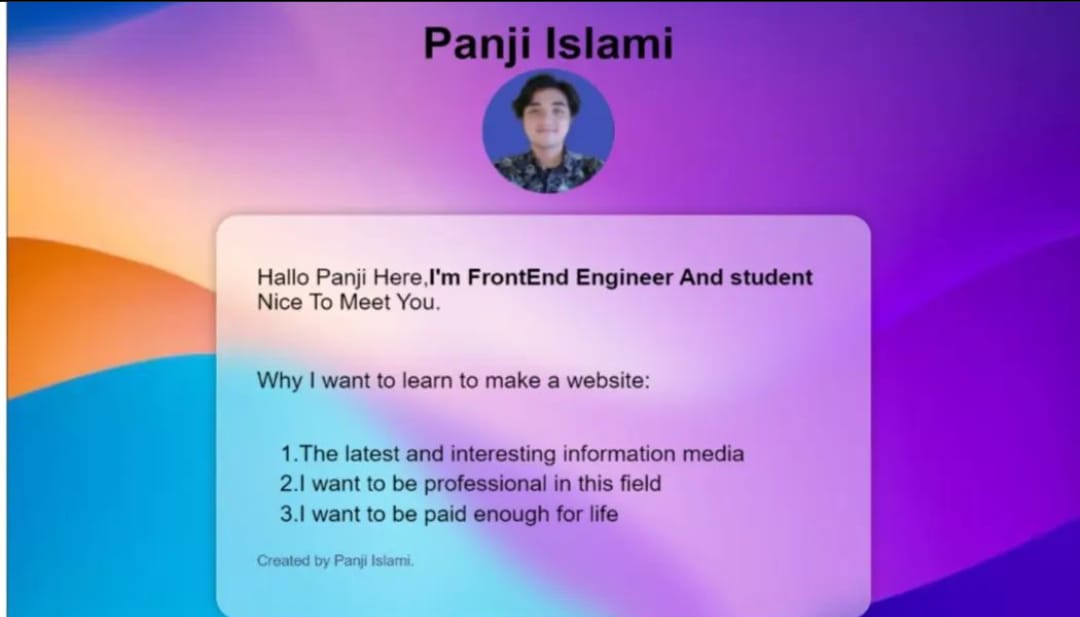 Panji Islami
Hallo Panji Here,I'm FrontEnd Engineer And student
Nice To Meet You.
Why I want to learn to make a website:
1.The latest and interesting information media
2.I want to be professional in this field
3.I want to be paid enough for life
Created by Panji Islami.